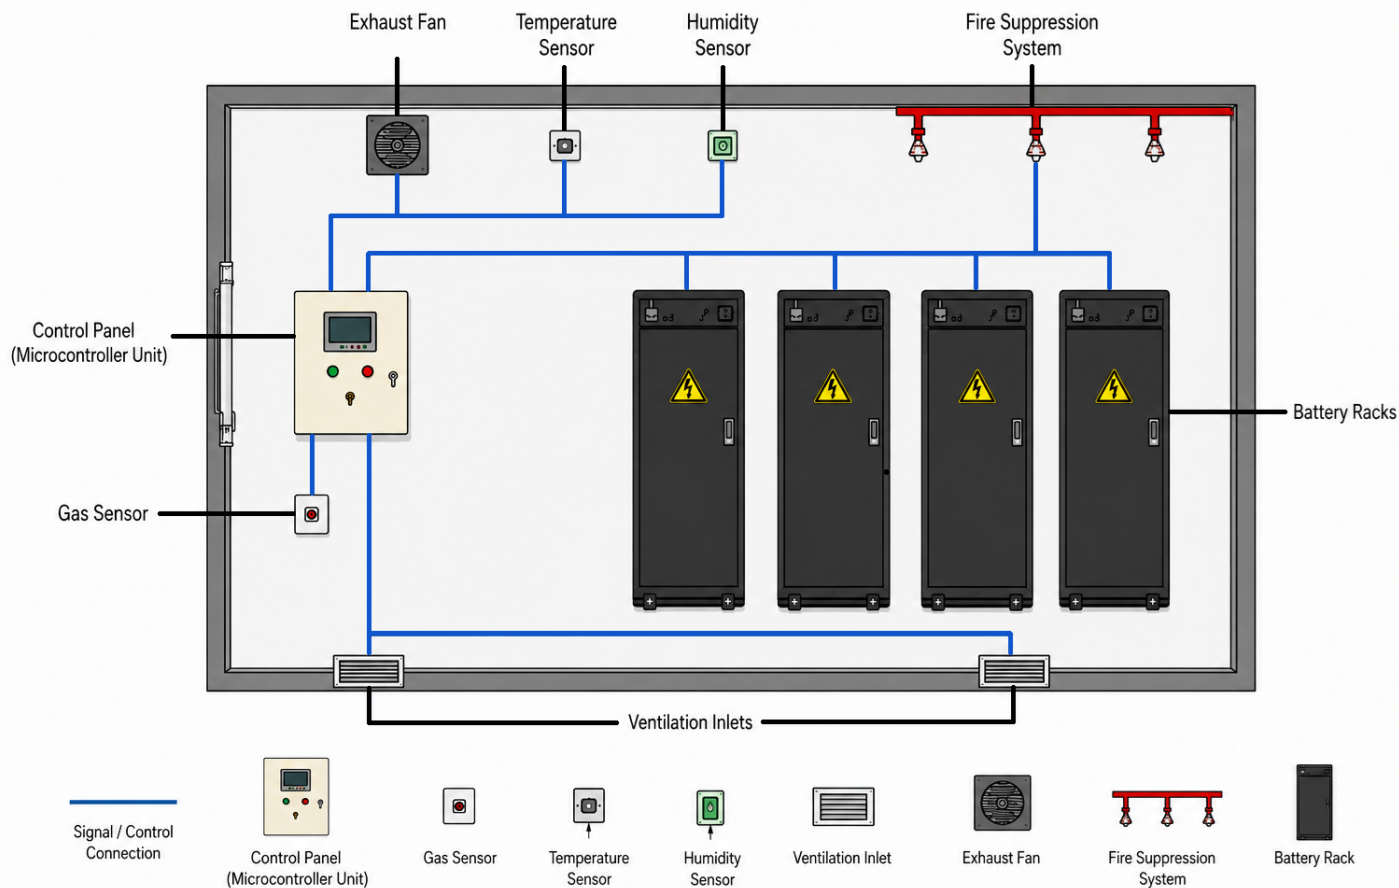 Exhaust Fan
Temperature
Sensor
Humidity
Sensor
Fire Suppression
System
Control Panel
(Microcontroller Unit)
Battery Racks
Gas Sensor
Ventilation Inlets
Signal / Control
Connection
Control Panel
(Microcontroller Unit)
Gas Sensor
Temperature
Sensor
Humidity
Sensor
Ventilation Inlet
Exhaust Fan
Fire Suppression
System
Battery Rack